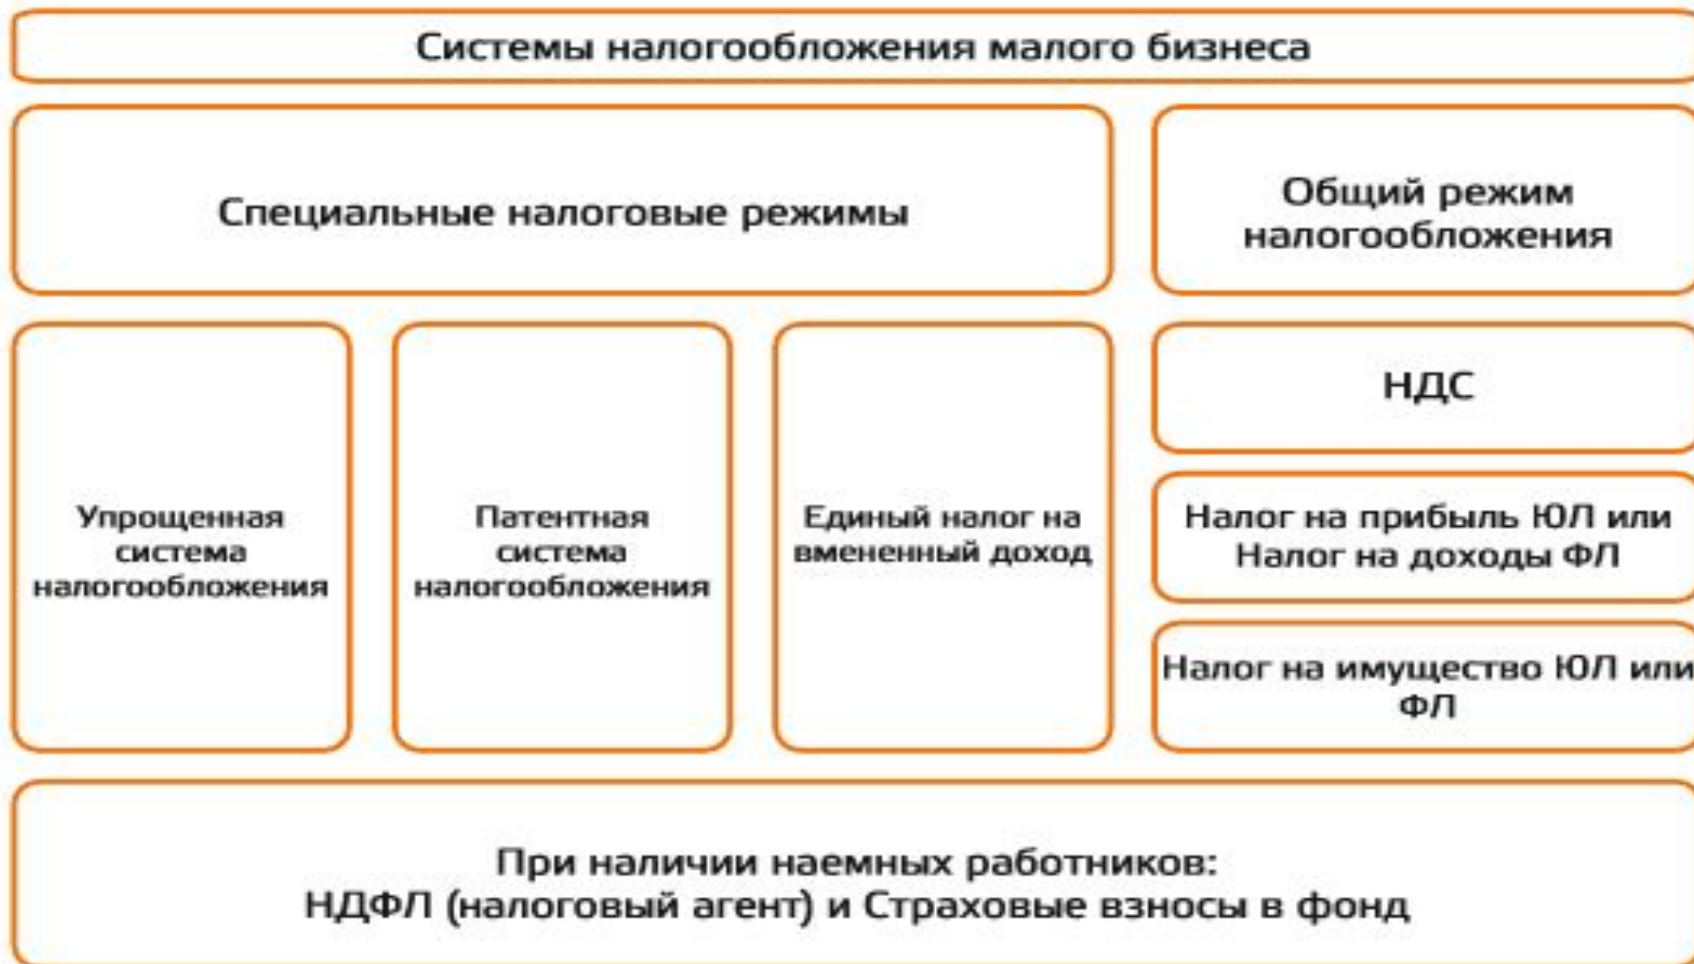 Системы налогообложения малого бизнеса
Специальные налоговые режимы
Общий режим
налогообложения
Упрощенная
система
налогообложения
Патентная
система
налогообложения
Единый налог на
вмененный доход
НДС
Налог на прибыль ЮЛ или
Налог на доходы ФЛ
Налог на имущество ЮЛ или
ФЛ
При наличии наемных работников:
НДФЛ (налоговый агент) и Страховые взносы в фонд